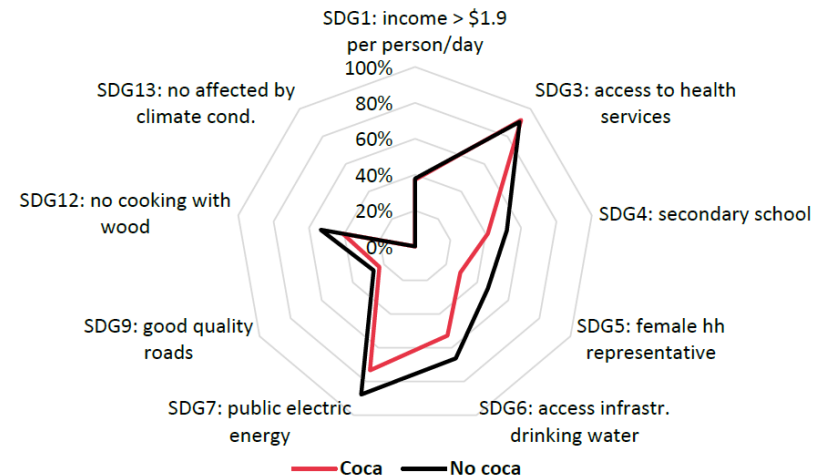 SDG1: income > $1.9
per person/day
100%
80%
60%
40%
20%
0%
SDG3: access to health
services
SDG4: secondary school
SDG5: female hh
representative
SDG6: access infrastr.
drinking water
SDG7: public electric
energy
SDG9: good quality
roads
SDG12: no cooking with
wood
SDG13: no affected by
climate cond.
Coca
No coca